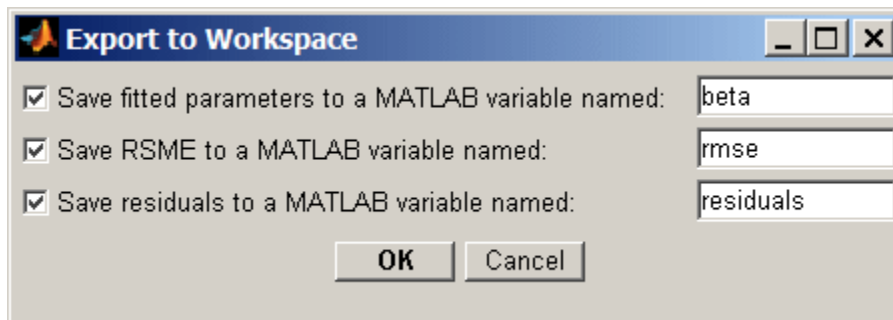 Export to Workspace
Save fitted parameters to a MATLAB variable named: beta
Save RSME to a MATLAB variable named: rmse
Save residuals to a MATLAB variable named: residuals
OK Cancel